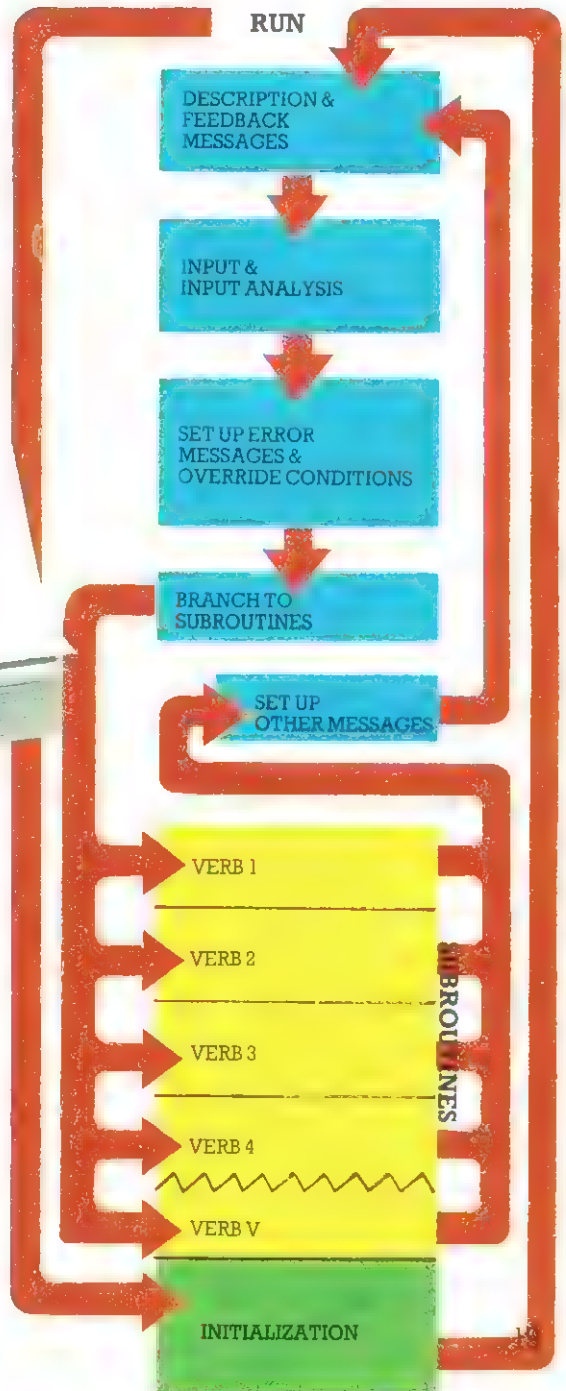 RUN
DESCRIPTION &
FEEDBACK
MESSAGES
INPUT &
INPUT ANALYSIS
SET UP ERROR
MESSAGES &
OVERRIDE CONDITIONS
BRANCH TO
SUBROUTINES
SET UP
OTHER MESSAGES
VERB 1
VERB 2
VERB 3
VERB 4
VERB V
SUBROUTINES
INITIALIZATION